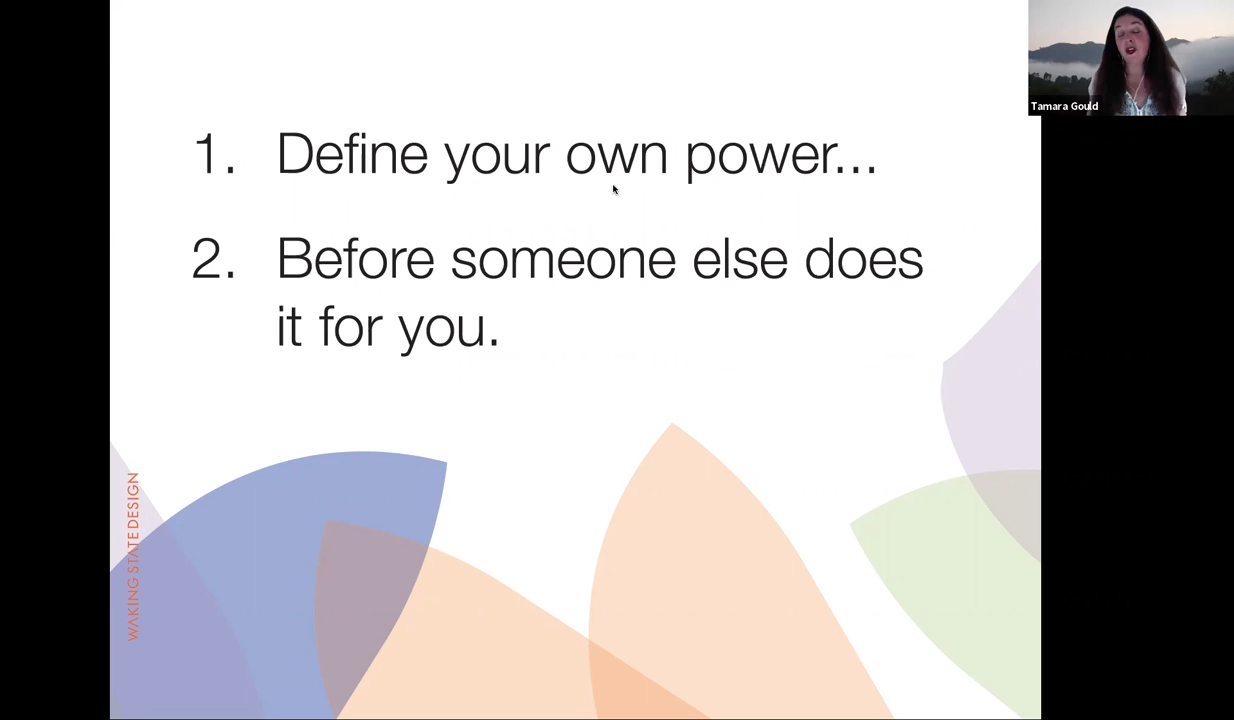 Tamara Gould
1. Define your own power...
2. Before someone else does
it for you.
WAKING STATE DESIGN